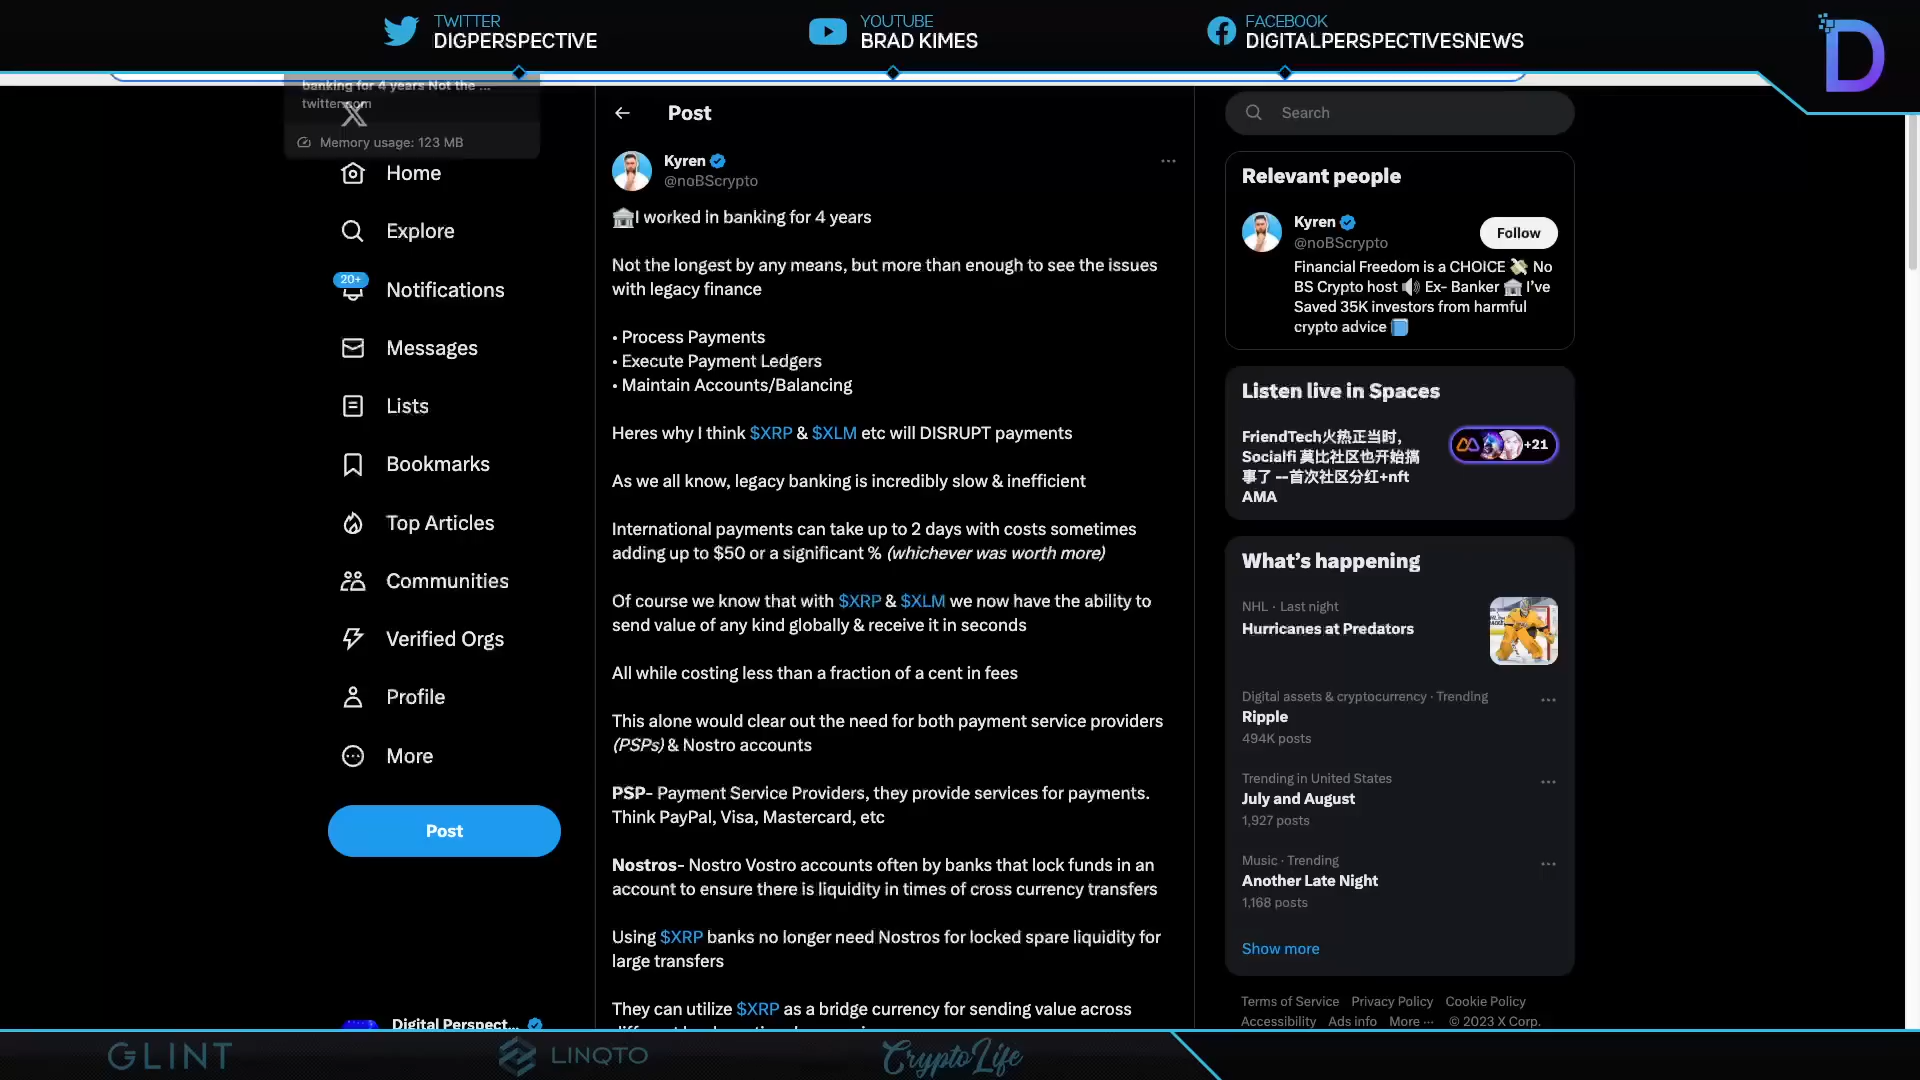 TWITTER
DIGPERSPECTIVE
YOUTUBE
BRAD KIMES
FACEBOOK
DIGITALPERSPECTIVESNEWS
D
banking for 4 years Not the ...
twitter.com
Memory usage: 123 MB
Home
Explore
20+
Notifications
Messages
Lists
Bookmarks
Top Articles
Communities
Verified Orgs
Profile
More
Post
Digital Perspect...
Post
Kyren
@noBScrypto
🏛I worked in banking for 4 years
Not the longest by any means, but more than enough to see the issues
with legacy finance
• Process Payments
• Execute Payment Ledgers
• Maintain Accounts/Balancing
Heres why I think $XRP & $XLM etc will DISRUPT payments
As we all know, legacy banking is incredibly slow & inefficient
International payments can take up to 2 days with costs sometimes
adding up to $50 or a significant % (whichever was worth more)
Of course we know that with $XRP & $XLM we now have the ability to
send value of any kind globally & receive it in seconds
All while costing less than a fraction of a cent in fees
This alone would clear out the need for both payment service providers
(PSPs) & Nostro accounts
PSP- Payment Service Providers, they provide services for payments.
Think PayPal, Visa, Mastercard, etc
Nostros- Nostro Vostro accounts often by banks that lock funds in an
account to ensure there is liquidity in times of cross currency transfers
Using $XRP banks no longer need Nostros for locked spare liquidity for
large transfers
They can utilize $XRP as a bridge currency for sending value across
Search
Relevant people
Kyren
@noBScrypto
Follow
Financial Freedom is a CHOICE 💸 No
BS Crypto host 🔊 Ex- Banker 🏛 I've
Saved 35K investors from harmful
crypto advice 📘
Listen live in Spaces
FriendTech火热正当时,
Socialfi 莫比社区也开始搞
事了 --首次社区分红+nft
AMA
+21
What's happening
NHL · Last night
Hurricanes at Predators
Digital assets & cryptocurrency · Trending
Ripple
494K posts
Trending in United States
July and August
1,927 posts
Music · Trending
Another Late Night
1,168 posts
Show more
Terms of Service Privacy Policy Cookie Policy
Accessibility Ads info More ... © 2023 X Corp.
GLINT
LINQTO
CryptoLife